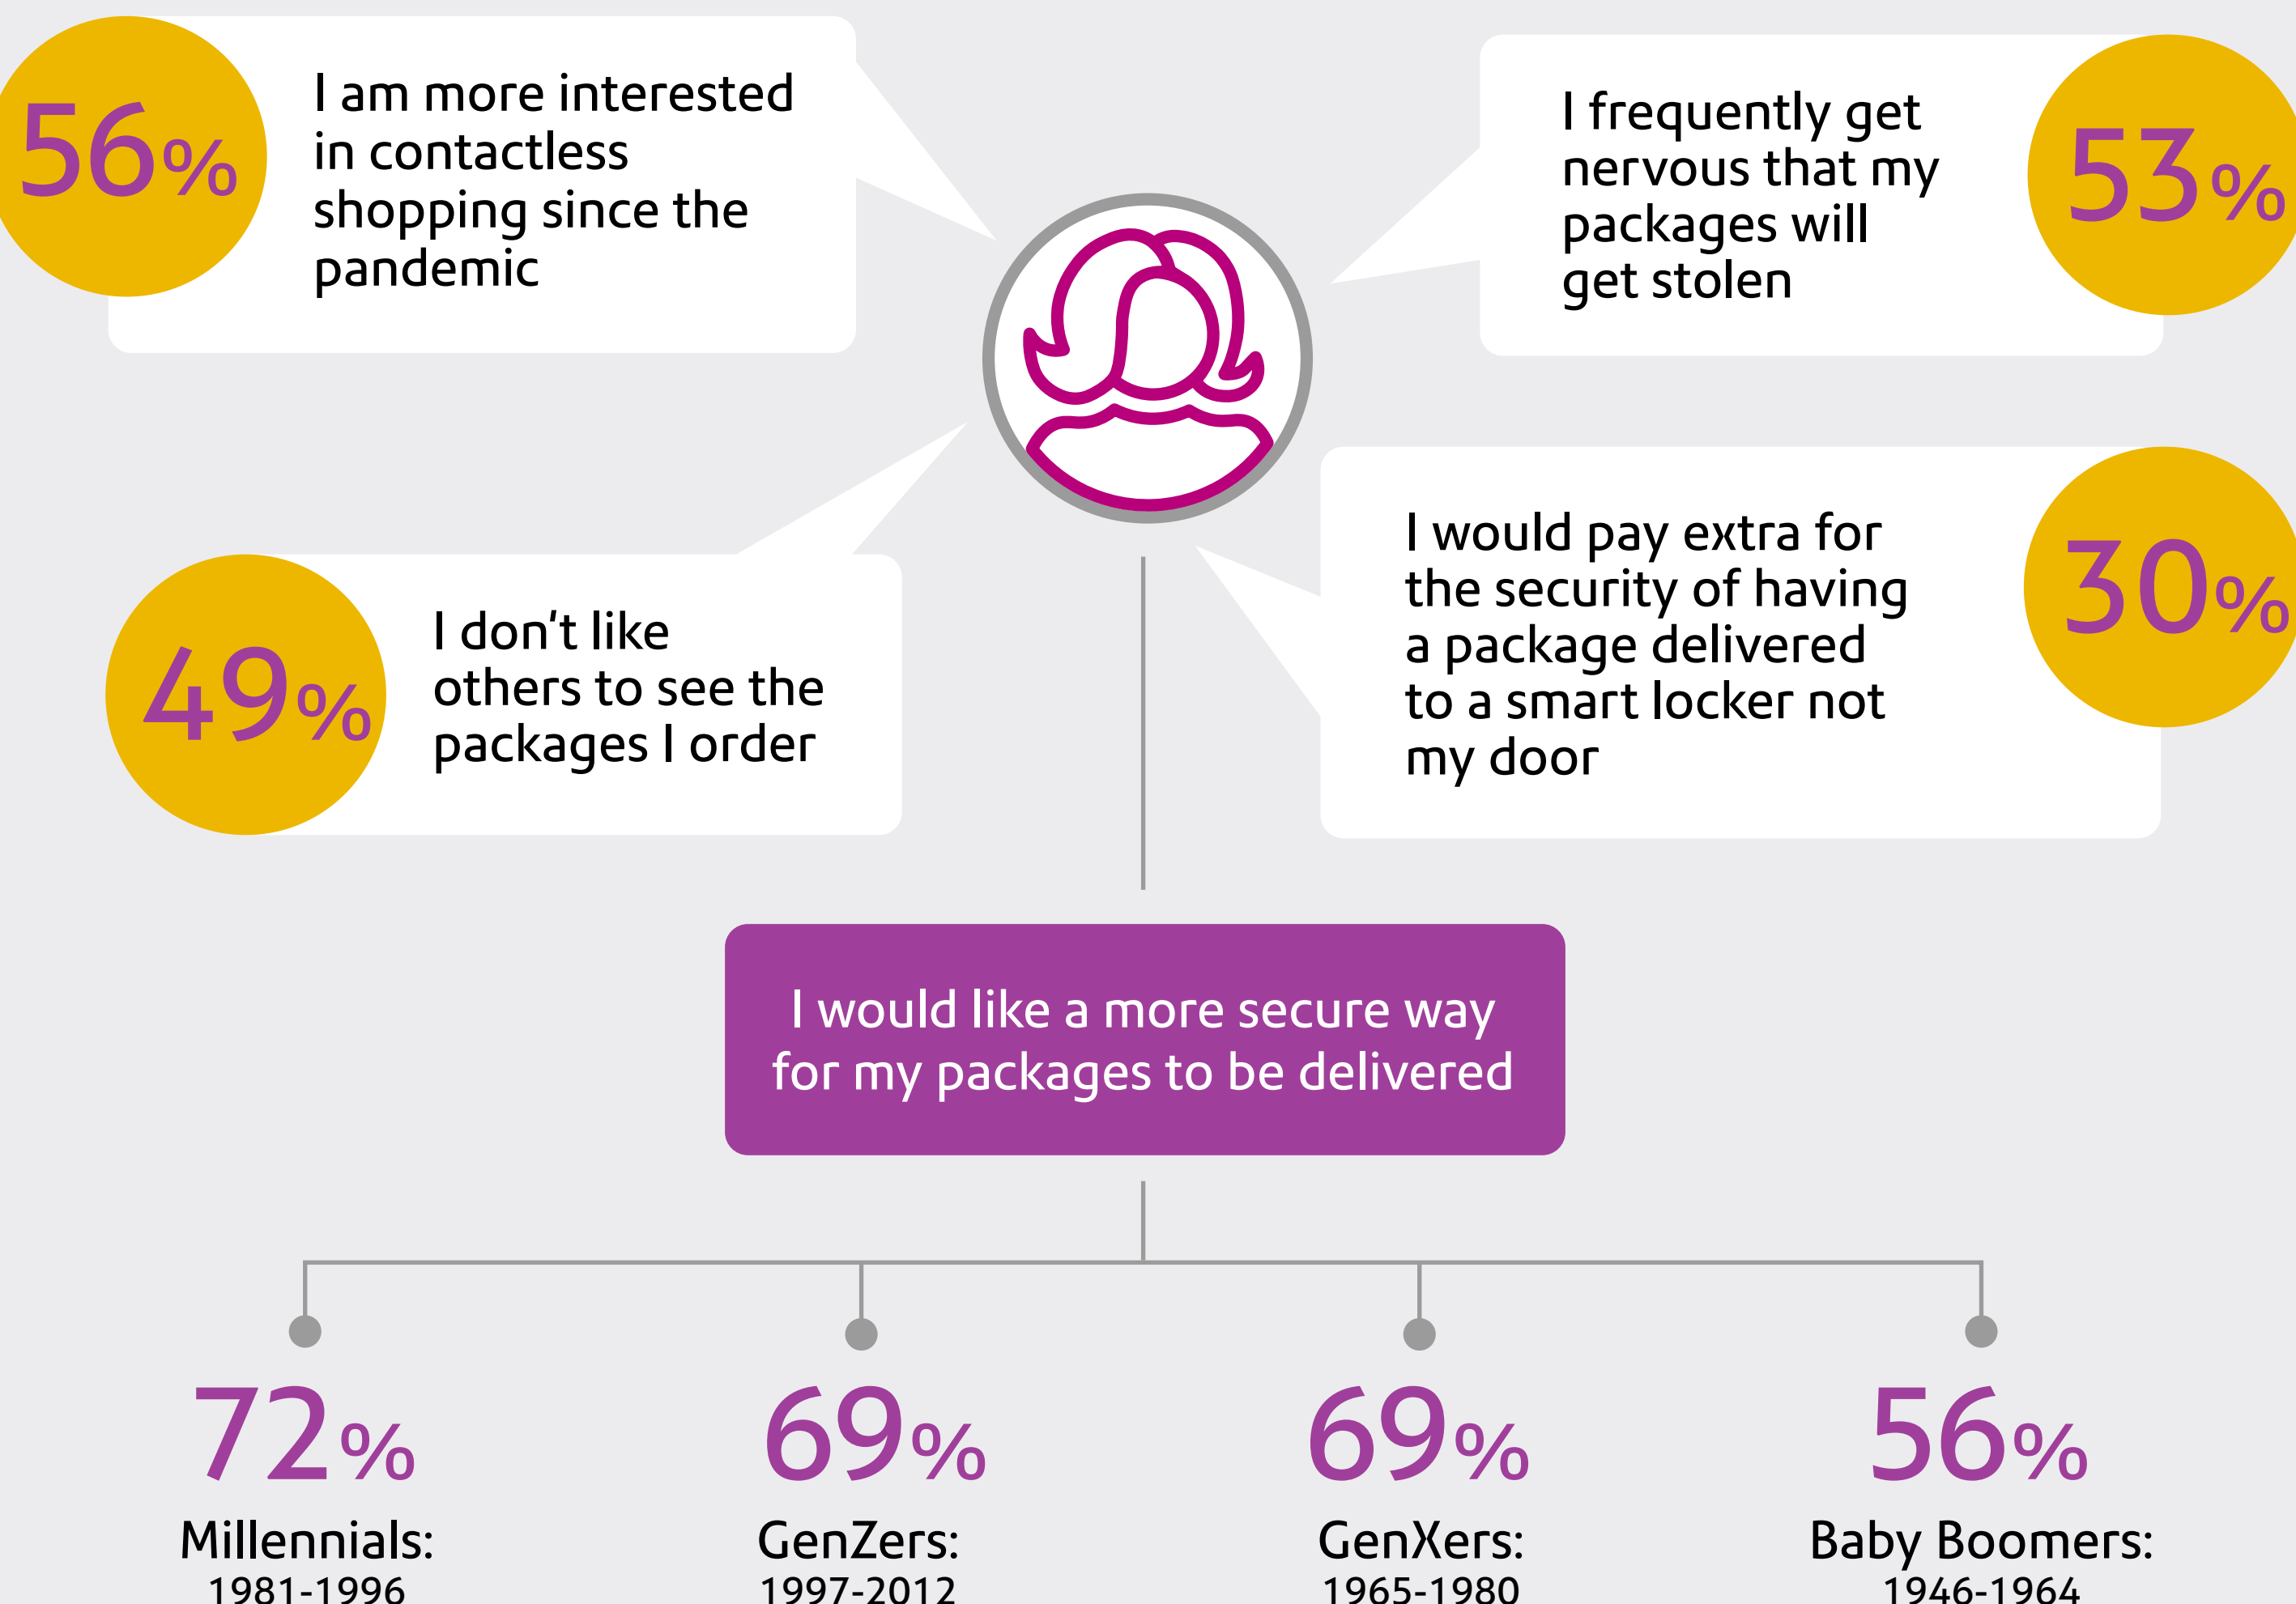 56%
I am more interested
in contactless
shopping since the
pandemic
I frequently get
nervous that my
packages will
get stolen
53%
49%
I don't like
others to see the
packages I order
I would pay extra for
the security of having
a package delivered
to a smart locker not
my door
30%
I would like a more secure way
for my packages to be delivered
72%
Millennials:
1981-1996
69%
GenZers:
1997-2012
69%
GenXers:
1965-1980
56%
Baby Boomers:
1946-1964